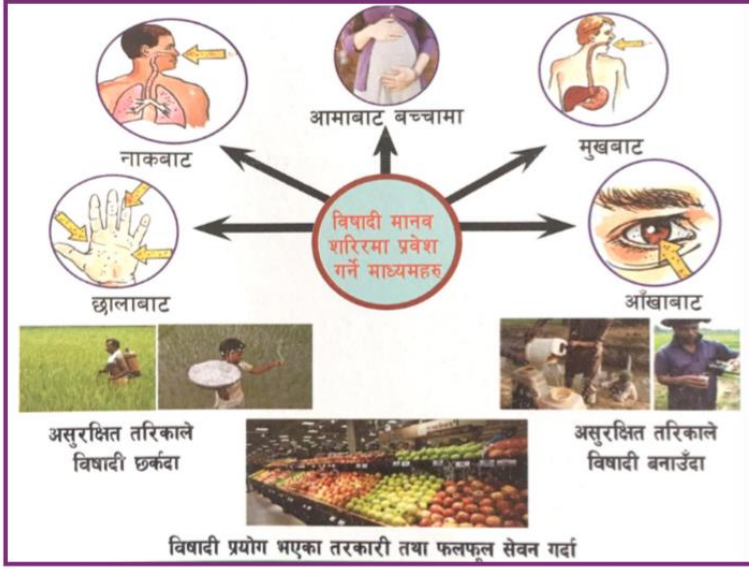 आमाबाट बच्चामा
नाकबाट
मुखबाट
विषादी मानव
शरिरमा प्रवेश
गर्ने माध्यमहरु
छालाबाट
आँखाबाट
असुरक्षित तरिकाले
विषादी छर्कदा
असुरक्षित तरिकाले
विषादी बनाउँदा
विषादी प्रयोग भएका तरकारी तथा फलफूल सेवन गर्दा